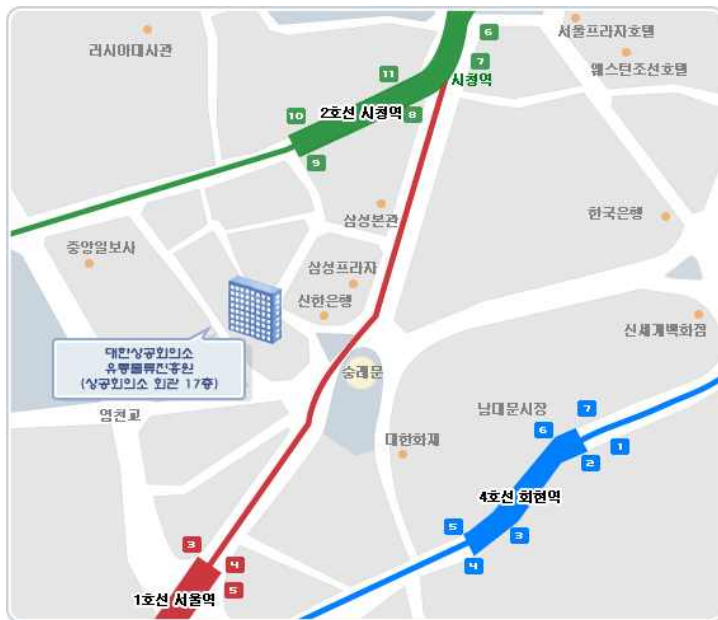 6
서울프라자호텔
러시아대사관
7
웨스턴조선호텔
11
시청역
10
2호선 시청역
8
9
삼성본관
한국은행
중앙일보사
삼성프라자
신한은행
신세계백화점
대한상공회의소
유통물류진흥원
(상공회의소 회관 17층)
숭례문
염천교
남대문시장
7
6
1
대한화재
2
4호선 회현역
5
3
3
4
4
5
1호선 서울역